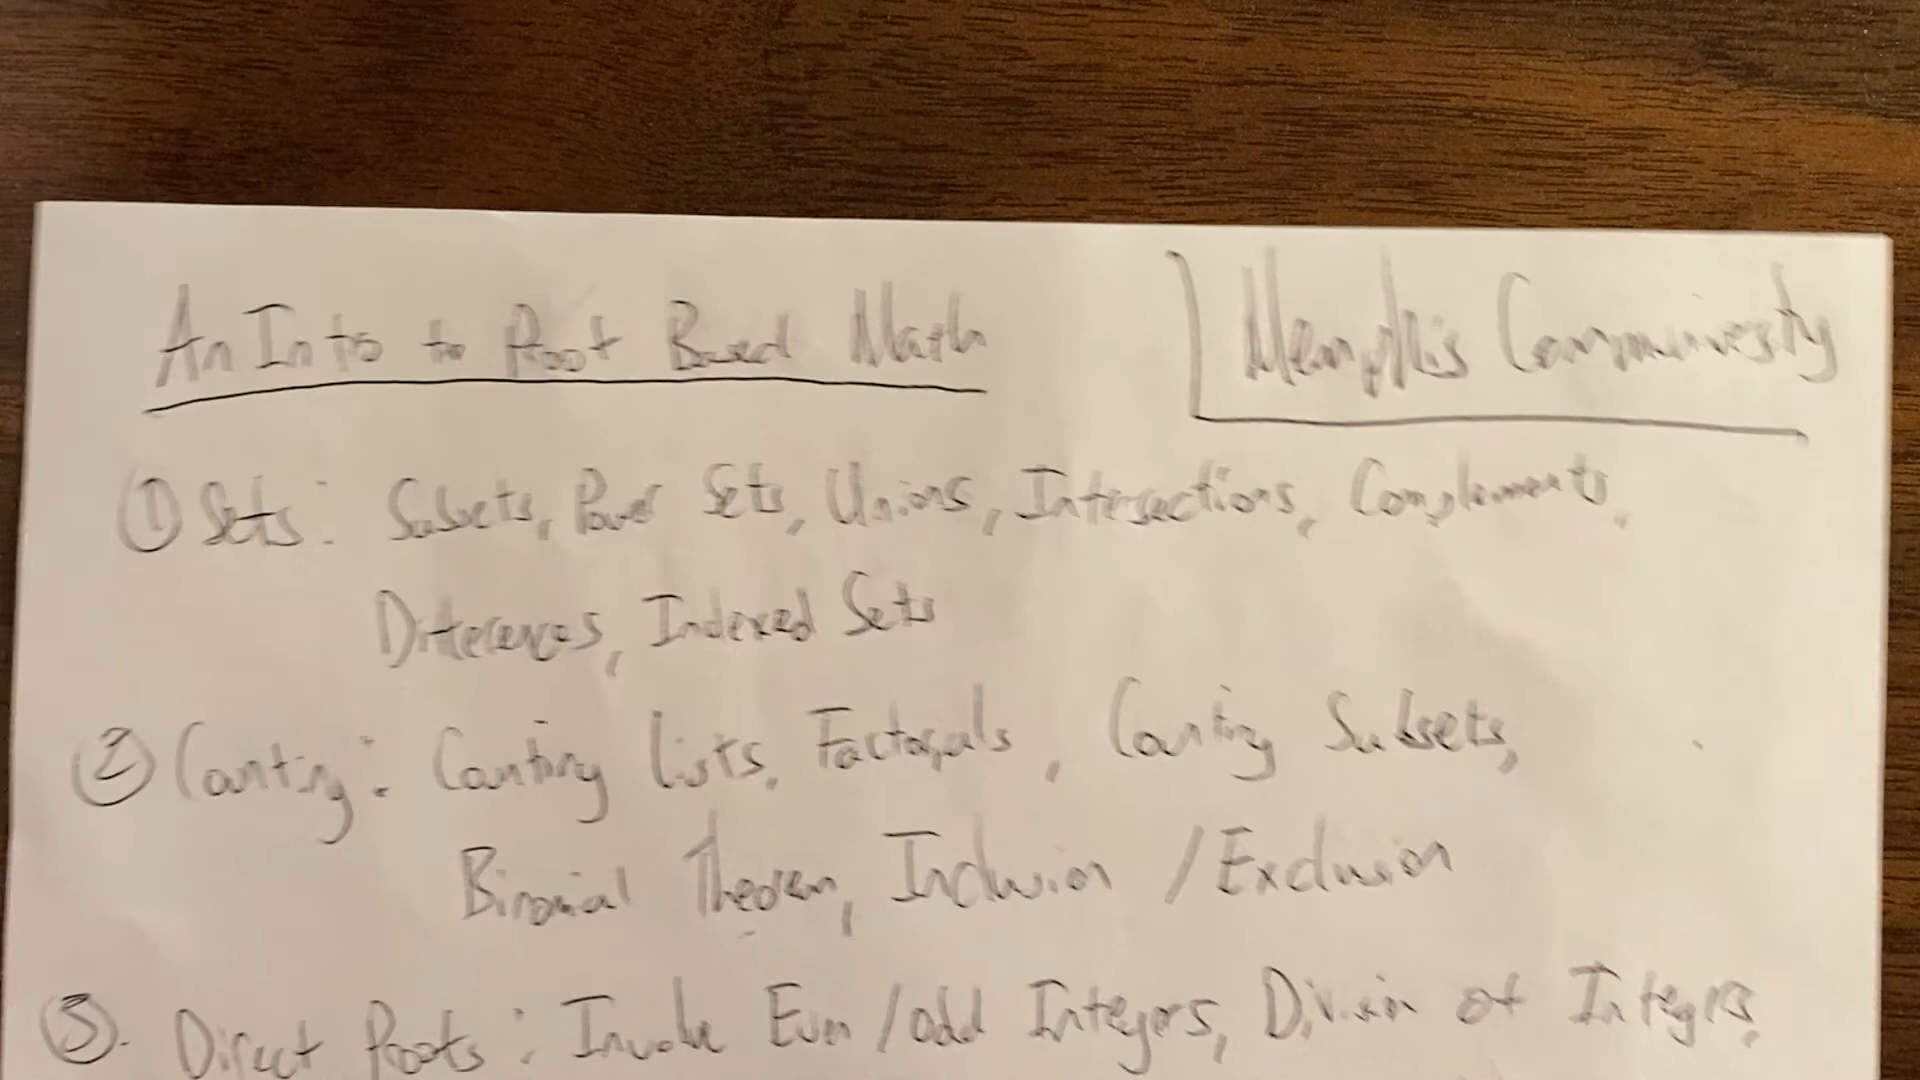 An Into to Proof Based Math
Memphis Communiversity
① Sets: Subsets, Power Sets, Unions, Intersections, Complements,
Differences, Indexed Sets
② Counting: Counting Lists, Factorials, Counting Subsets,
Binomial Theorem, Inclusion / Exclusion
③. Direct Proofs: Involve Even/odd Integers, Division of Integers,